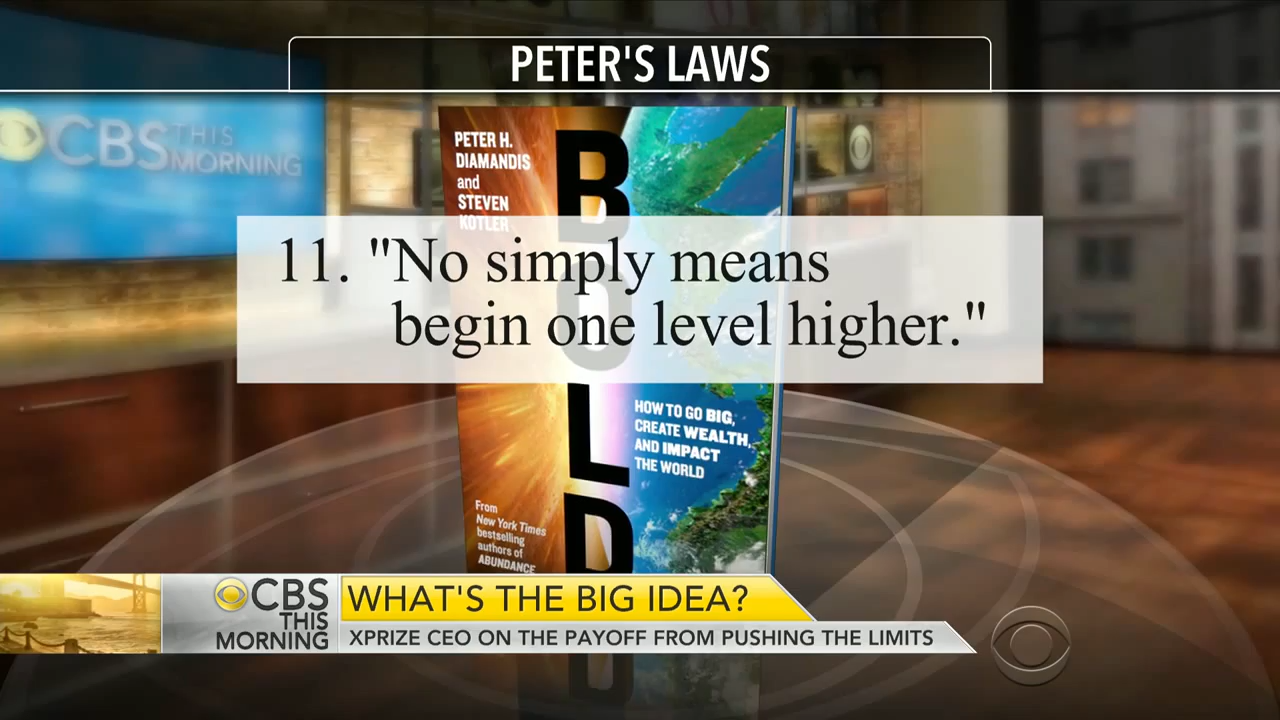 PETER'S LAWS
CBS THIS MORNING
PETER H.
DIAMANDIS
and
STEVEN
KOTLER
BOLD
11. "No simply means
begin one level higher."
HOW TO GO BIG,
CREATE WEALTH,
AND IMPACT
THE WORLD
From
New York Times
bestselling
authors of
ABUNDANCE
CBS
THIS
MORNING
WHAT'S THE BIG IDEA?
XPRIZE CEO ON THE PAYOFF FROM PUSHING THE LIMITS